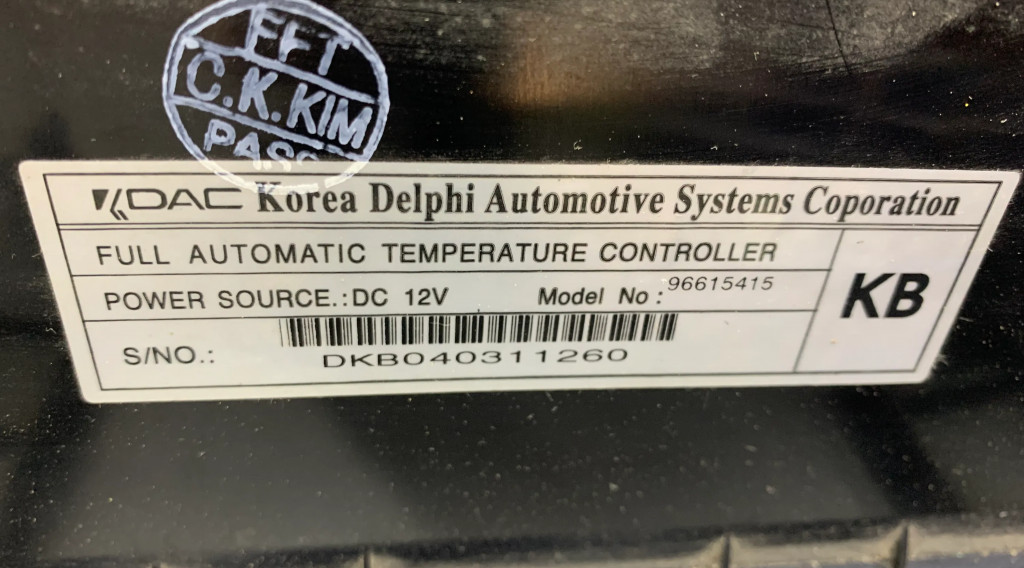 EFT
C.K.KIM
PASS
KDAC Korea Delphi Automotive Systems Coporation
FULL AUTOMATIC TEMPERATURE CONTROLLER
POWER SOURCE.:DC 12V Model No : 96615415
KB
S/NO.:
DKB040311260